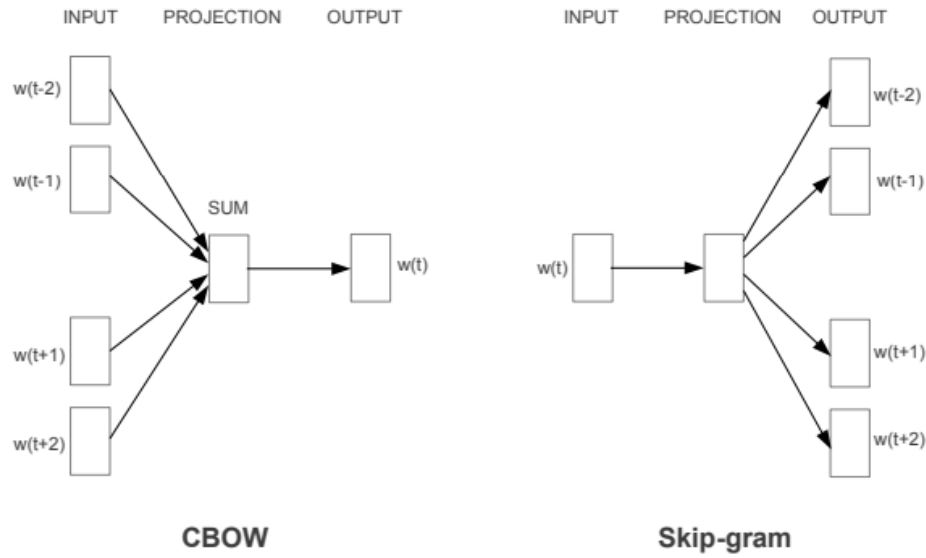 INPUT PROJECTION OUTPUT
w(t-2)
w(t-1)
SUM
w(t)
w(t+1)
w(t+2)
CBOW
INPUT PROJECTION OUTPUT
w(t-2)
w(t-1)
w(t)
w(t+1)
w(t+2)
Skip-gram